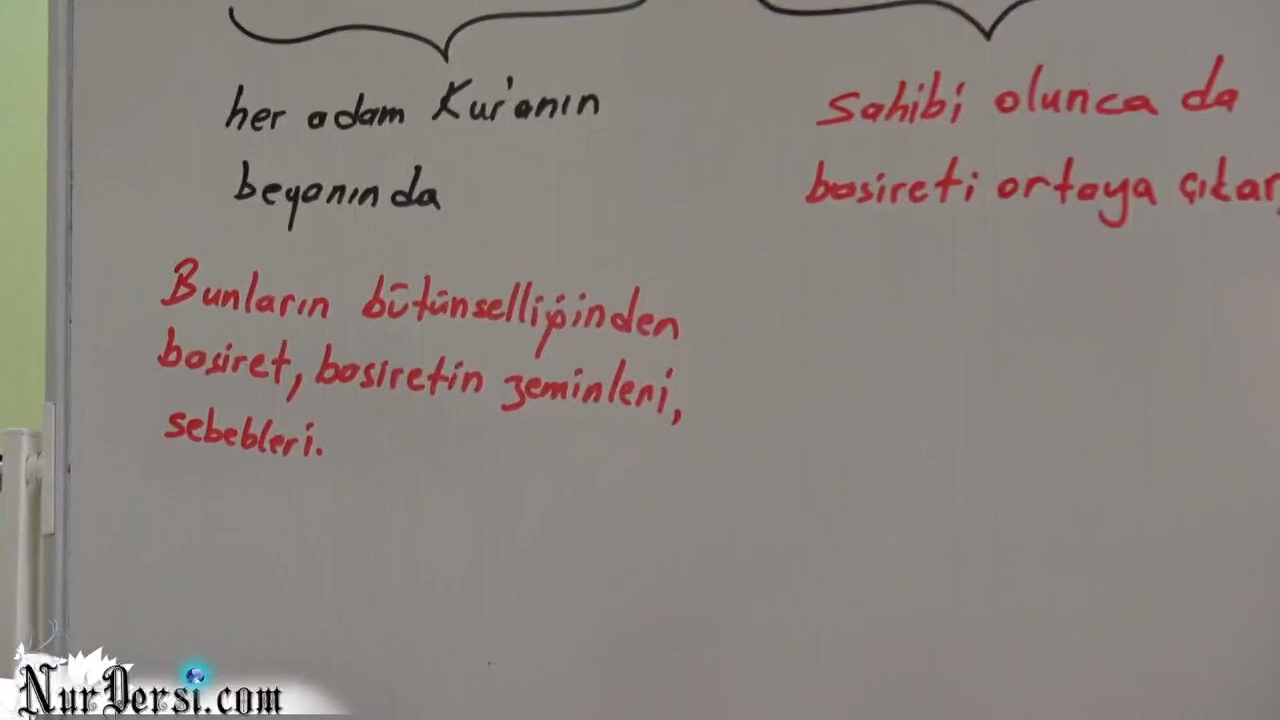 her adam Kur'anın
beyanında
Bunların bütünselliğinden
basiret, basiretin zeminleri,
sebebleri.
sahibi olunca da
basireti ortaya çıkar
NurDersi.com